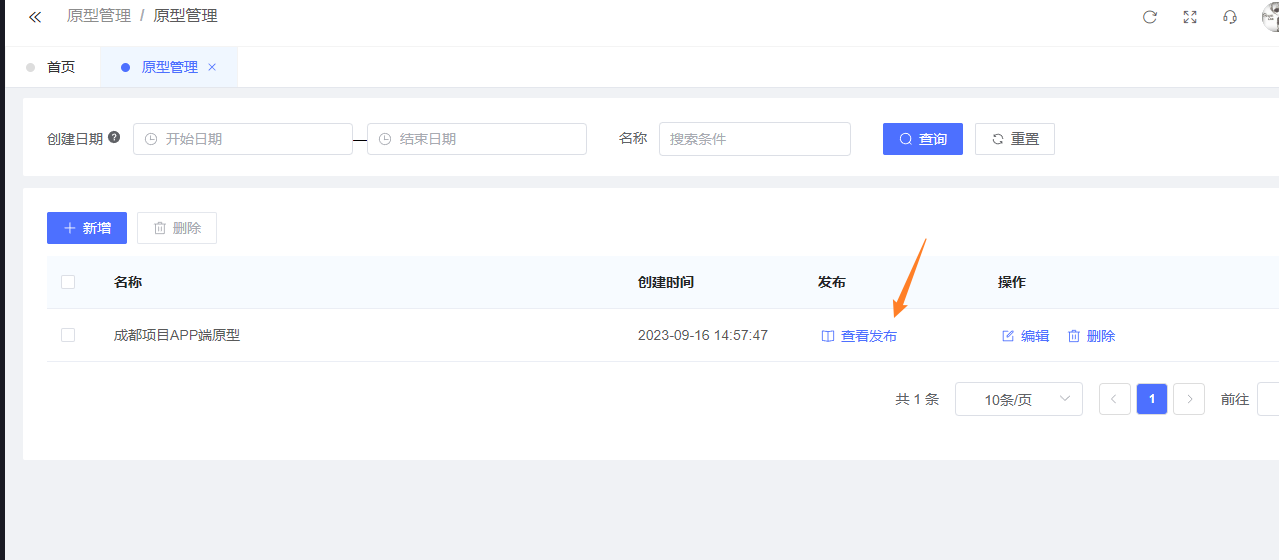 原型管理 / 原型管理
首页 原型管理
创建日期 开始日期 结束日期 名称 搜索条件 查询 重置
新增 删除
名称 创建时间 发布 操作
成都项目APP端原型 2023-09-16 14:57:47 查看发布 编辑 删除
共 1 条 10条/页 1 前往